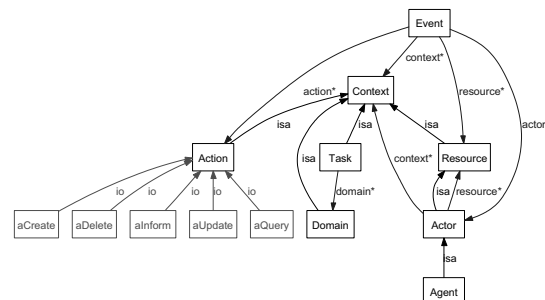 Event
context*
action*
resource*
Context
isa
isa
isa
actor
Action
isa
Task
context*
Resource
io
io
io
io
io
domain*
isa
resource*
aCreate
aDelete
aInform
aUpdate
aQuery
Domain
Actor
isa
Agent